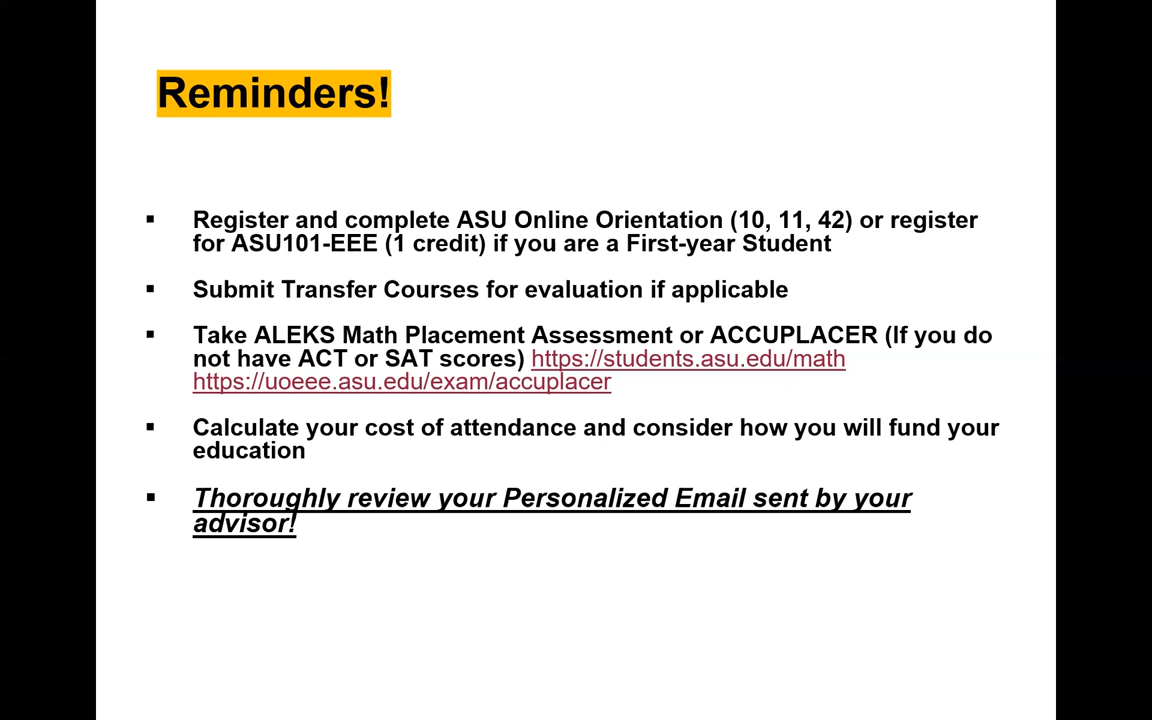 Reminders!
▪ Register and complete ASU Online Orientation (10, 11, 42) or register
for ASU101-EEE (1 credit) if you are a First-year Student
▪ Submit Transfer Courses for evaluation if applicable
▪ Take ALEKS Math Placement Assessment or ACCUPLACER (If you do
not have ACT or SAT scores) https://students.asu.edu/math
https://uoeee.asu.edu/exam/accuplacer
▪ Calculate your cost of attendance and consider how you will fund your
education
▪ Thoroughly review your Personalized Email sent by your
advisor!